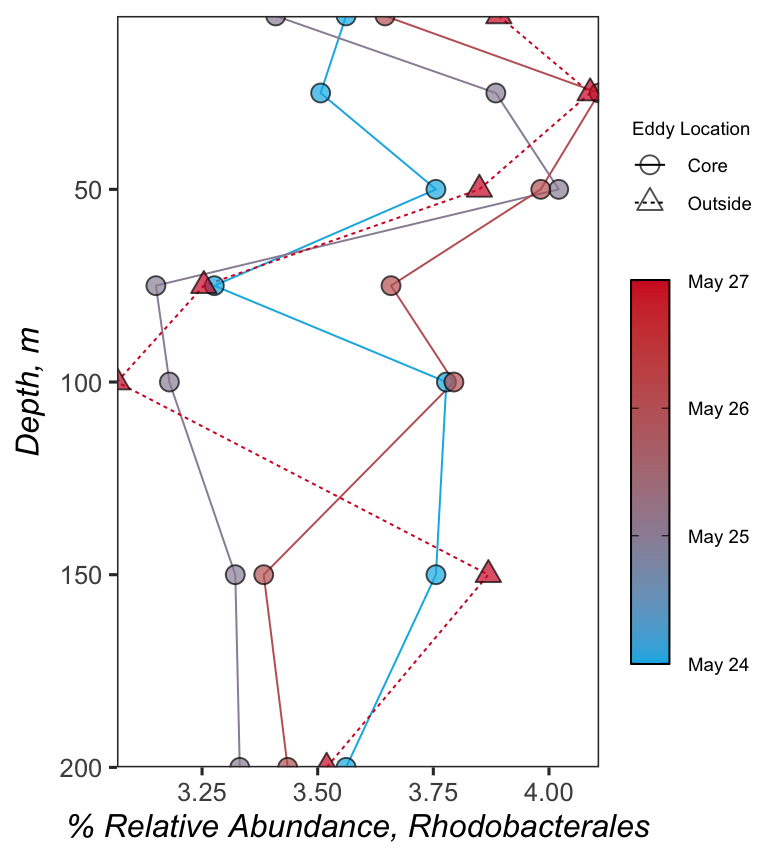 Eddy Location
Core
Outside
May 27
May 26
May 25
May 24
Depth, m
50
100
150
200
3.25 3.50 3.75 4.00
% Relative Abundance, Rhodobacterales